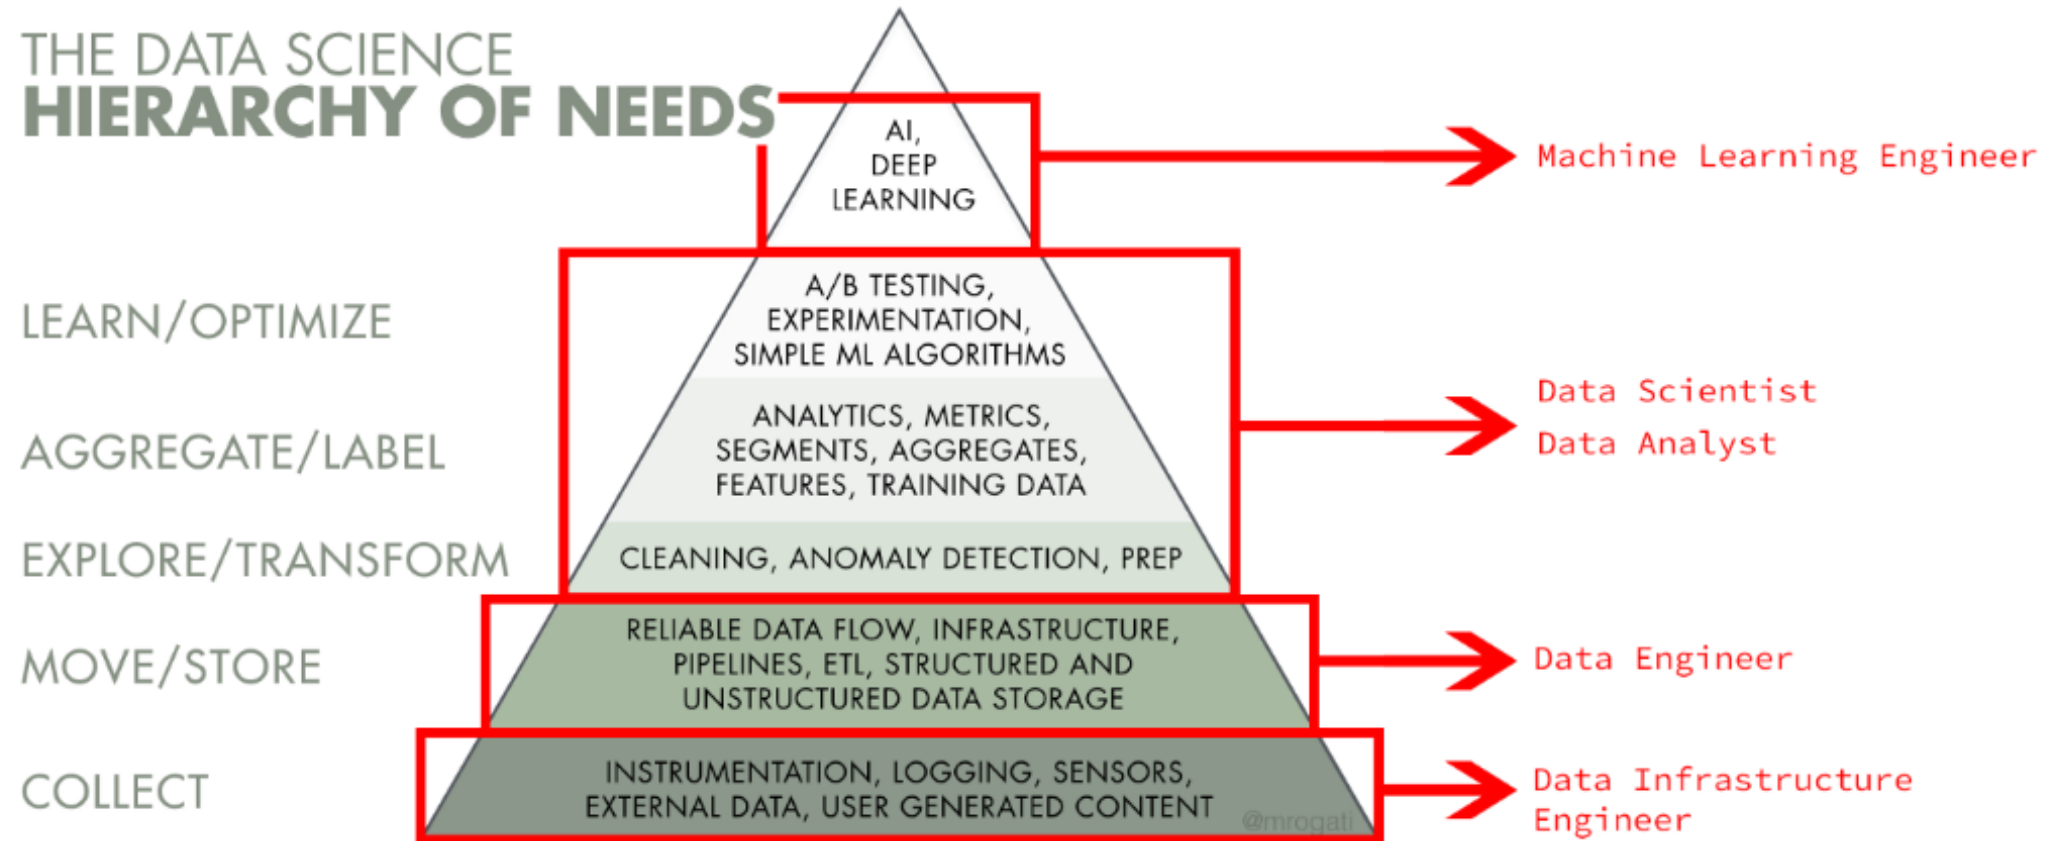 THE DATA SCIENCE
HIERARCHY OF NEEDS
AI,
DEEP
LEARNING
Machine Learning Engineer
LEARN/OPTIMIZE
A/B TESTING,
EXPERIMENTATION,
SIMPLE ML ALGORITHMS
AGGREGATE/LABEL
ANALYTICS, METRICS,
SEGMENTS, AGGREGATES,
FEATURES, TRAINING DATA
Data Scientist
Data Analyst
EXPLORE/TRANSFORM
CLEANING, ANOMALY DETECTION, PREP
MOVE/STORE
RELIABLE DATA FLOW, INFRASTRUCTURE,
PIPELINES, ETL, STRUCTURED AND
UNSTRUCTURED DATA STORAGE
Data Engineer
COLLECT
INSTRUMENTATION, LOGGING, SENSORS,
EXTERNAL DATA, USER GENERATED CONTENT
@mrogati
Data Infrastructure
Engineer